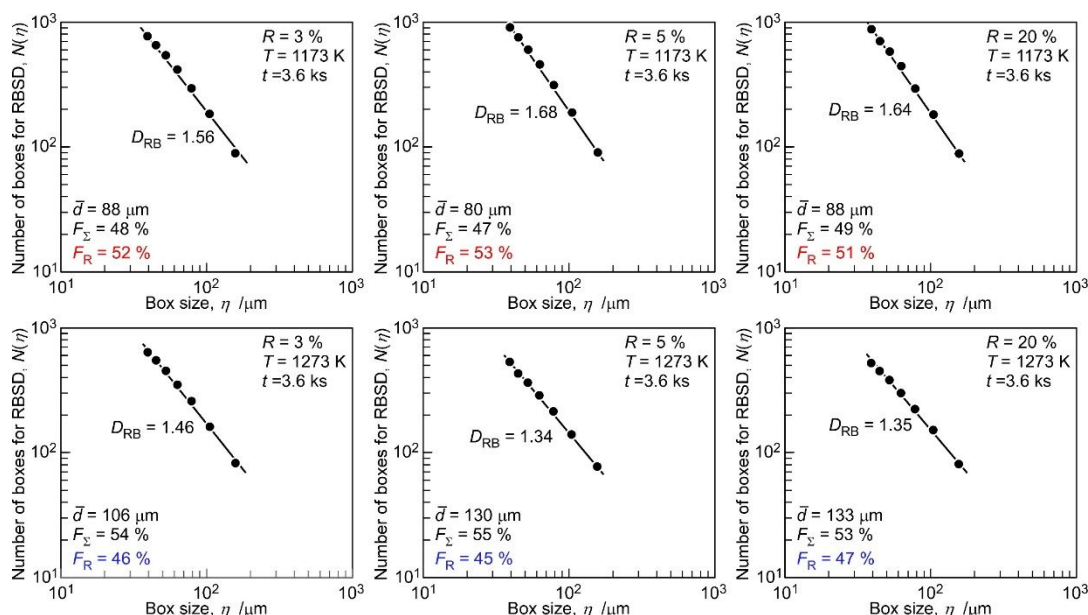 Number of boxes for RBSD, N(η)
10³
10²
10¹
R = 3 %
T = 1173 K
t =3.6 ks
D_RB = 1.56
d̄ = 88 μm
F_Σ = 48 %
F_R = 52 %
10¹ 10² 10³
Box size, η /μm
Number of boxes for RBSD, N(η)
10³
10²
10¹
R = 5 %
T = 1173 K
t =3.6 ks
D_RB = 1.68
d̄ = 80 μm
F_Σ = 47 %
F_R = 53 %
10¹ 10² 10³
Box size, η /μm
Number of boxes for RBSD, N(η)
10³
10²
10¹
R = 20 %
T = 1173 K
t =3.6 ks
D_RB = 1.64
d̄ = 88 μm
F_Σ = 49 %
F_R = 51 %
10¹ 10² 10³
Box size, η /μm
Number of boxes for RBSD, N(η)
10³
10²
10¹
R = 3 %
T = 1273 K
t =3.6 ks
D_RB = 1.46
d̄ = 106 μm
F_Σ = 54 %
F_R = 46 %
10¹ 10² 10³
Box size, η /μm
Number of boxes for RBSD, N(η)
10³
10²
10¹
R = 5 %
T = 1273 K
t =3.6 ks
D_RB = 1.34
d̄ = 130 μm
F_Σ = 55 %
F_R = 45 %
10¹ 10² 10³
Box size, η /μm
Number of boxes for RBSD, N(η)
10³
10²
10¹
R = 20 %
T = 1273 K
t =3.6 ks
D_RB = 1.35
d̄ = 133 μm
F_Σ = 53 %
F_R = 47 %
10¹ 10² 10³
Box size, η /μm